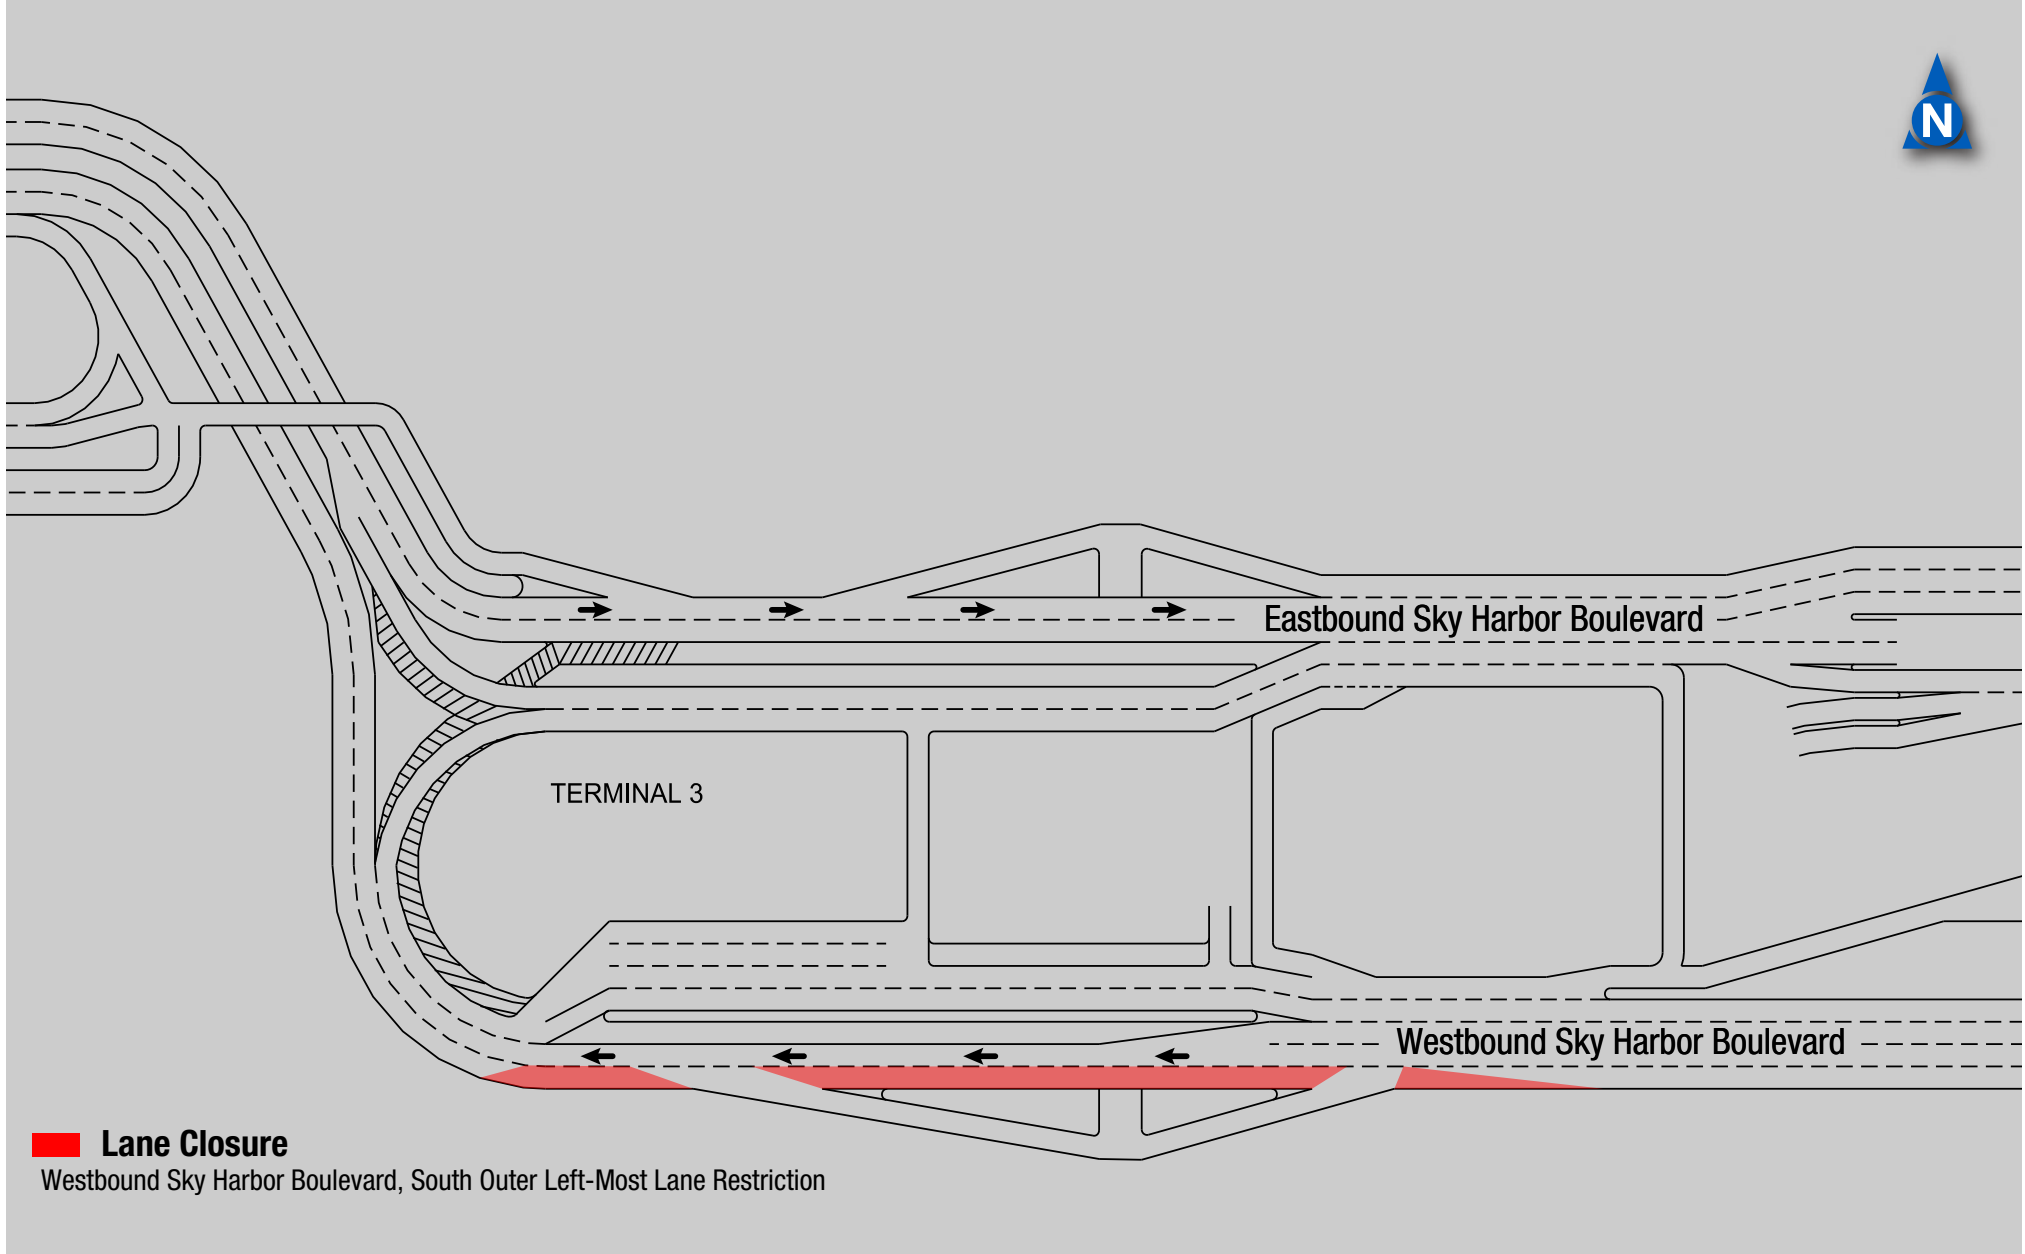 N
Eastbound Sky Harbor Boulevard
TERMINAL 3
Westbound Sky Harbor Boulevard
Lane Closure
Westbound Sky Harbor Boulevard, South Outer Left-Most Lane Restriction